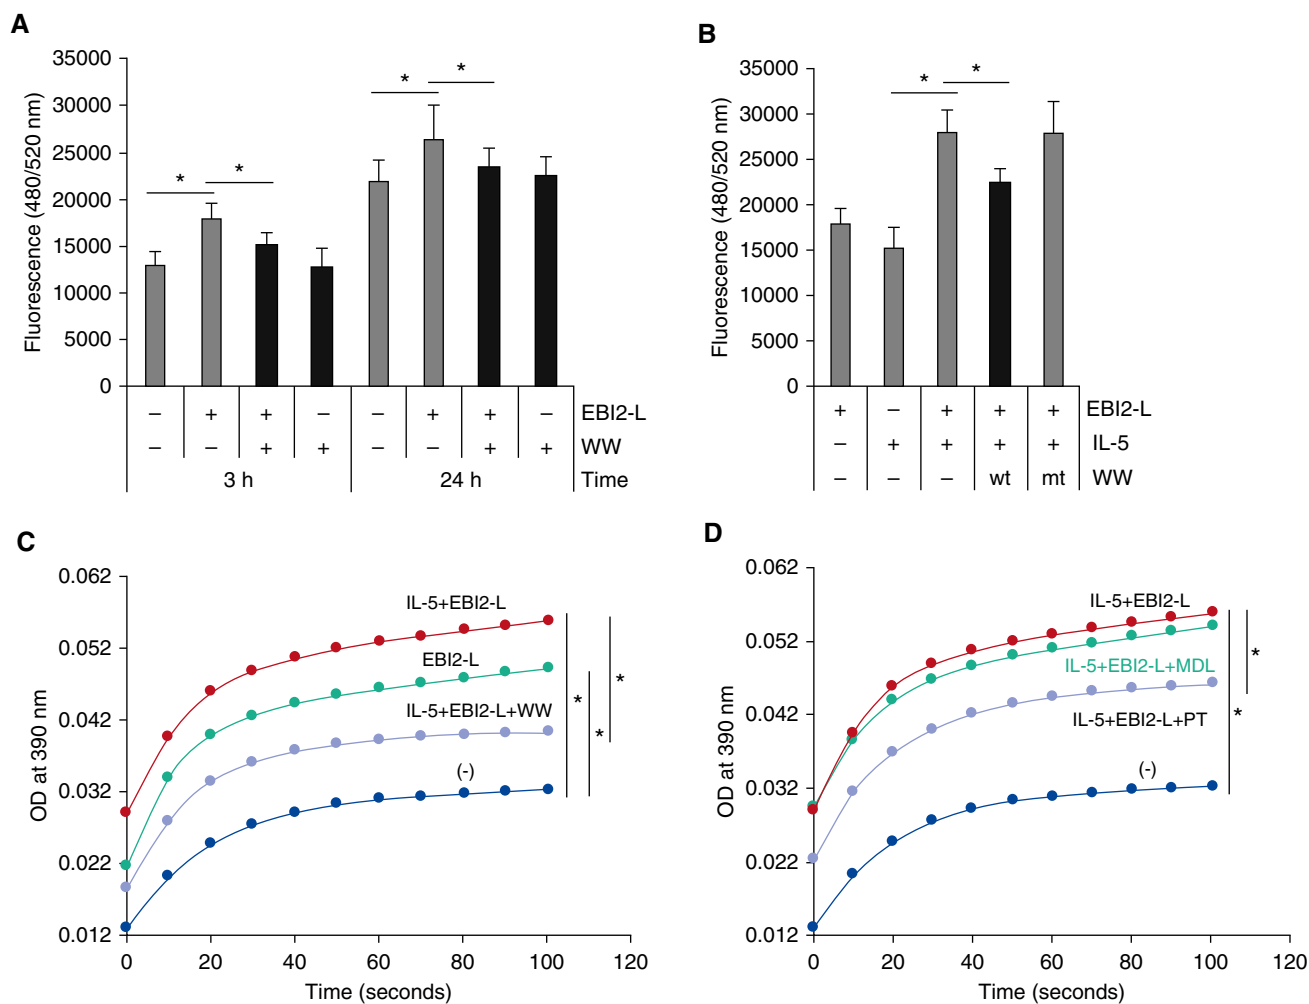 A
Fluorescence (480/520 nm)
35000
30000
25000
20000
15000
10000
5000
0
* * * *
– + + – – + + – EBI2-L
– – + + – – + + WW
3 h 24 h Time
B
Fluorescence (480/520 nm)
35000
30000
25000
20000
15000
10000
5000
0
* *
+ – + + + EBI2-L
– + + + + IL-5
– – – wt mt WW
C
OD at 390 nm
0.062
0.052
0.042
0.032
0.022
0.012
IL-5+EBI2-L
EBI2-L
IL-5+EBI2-L+WW
(-)
* * *
0 20 40 60 80 100 120
Time (seconds)
D
OD at 390 nm
0.062
0.052
0.042
0.032
0.022
0.012
IL-5+EBI2-L
IL-5+EBI2-L+MDL
IL-5+EBI2-L+PT
(-)
* *
0 20 40 60 80 100 120
Time (seconds)